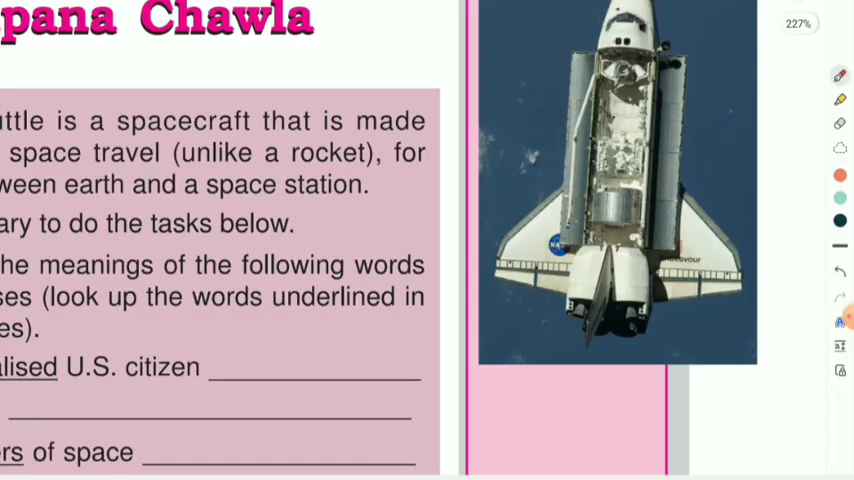 pana Chawla
227%
uttle is a spacecraft that is made
space travel (unlike a rocket), for
ween earth and a space station.
ary to do the tasks below.
he meanings of the following words
ses (look up the words underlined in
es).
alised U.S. citizen
ers of space
Endeavour